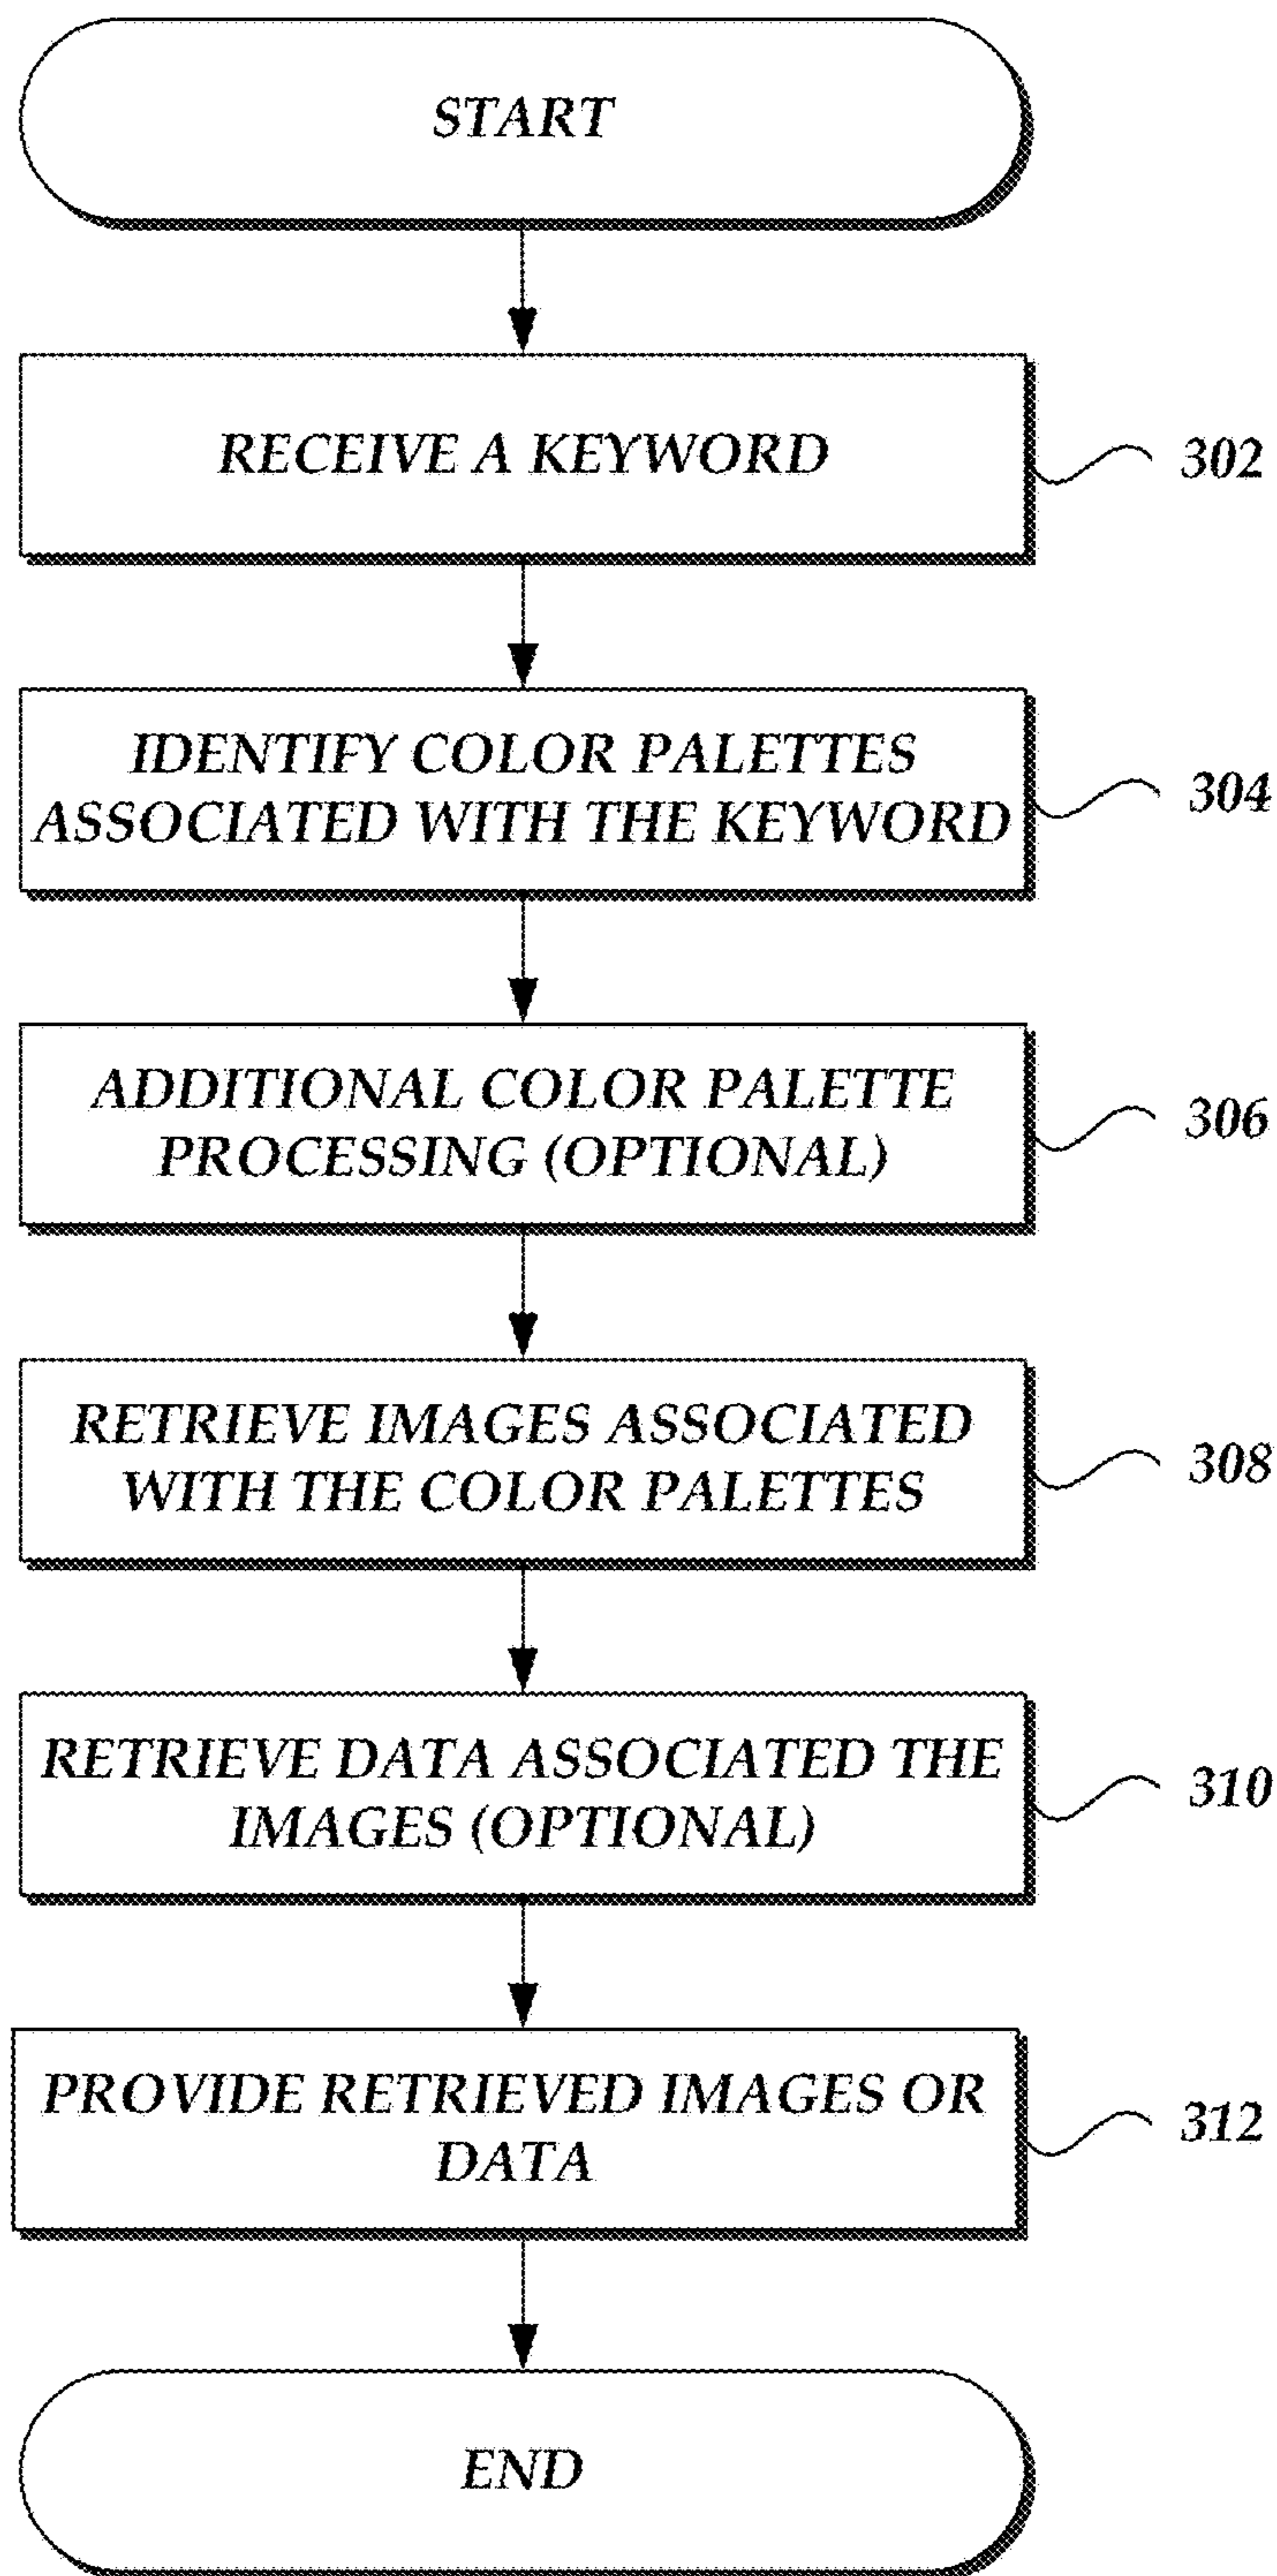 START
RECEIVE A KEYWORD
302
IDENTIFY COLOR PALETTES
ASSOCIATED WITH THE KEYWORD
304
ADDITIONAL COLOR PALETTE
PROCESSING (OPTIONAL)
306
RETRIEVE IMAGES ASSOCIATED
WITH THE COLOR PALETTES
308
RETRIEVE DATA ASSOCIATED THE
IMAGES (OPTIONAL)
310
PROVIDE RETRIEVED IMAGES OR
DATA
312
END